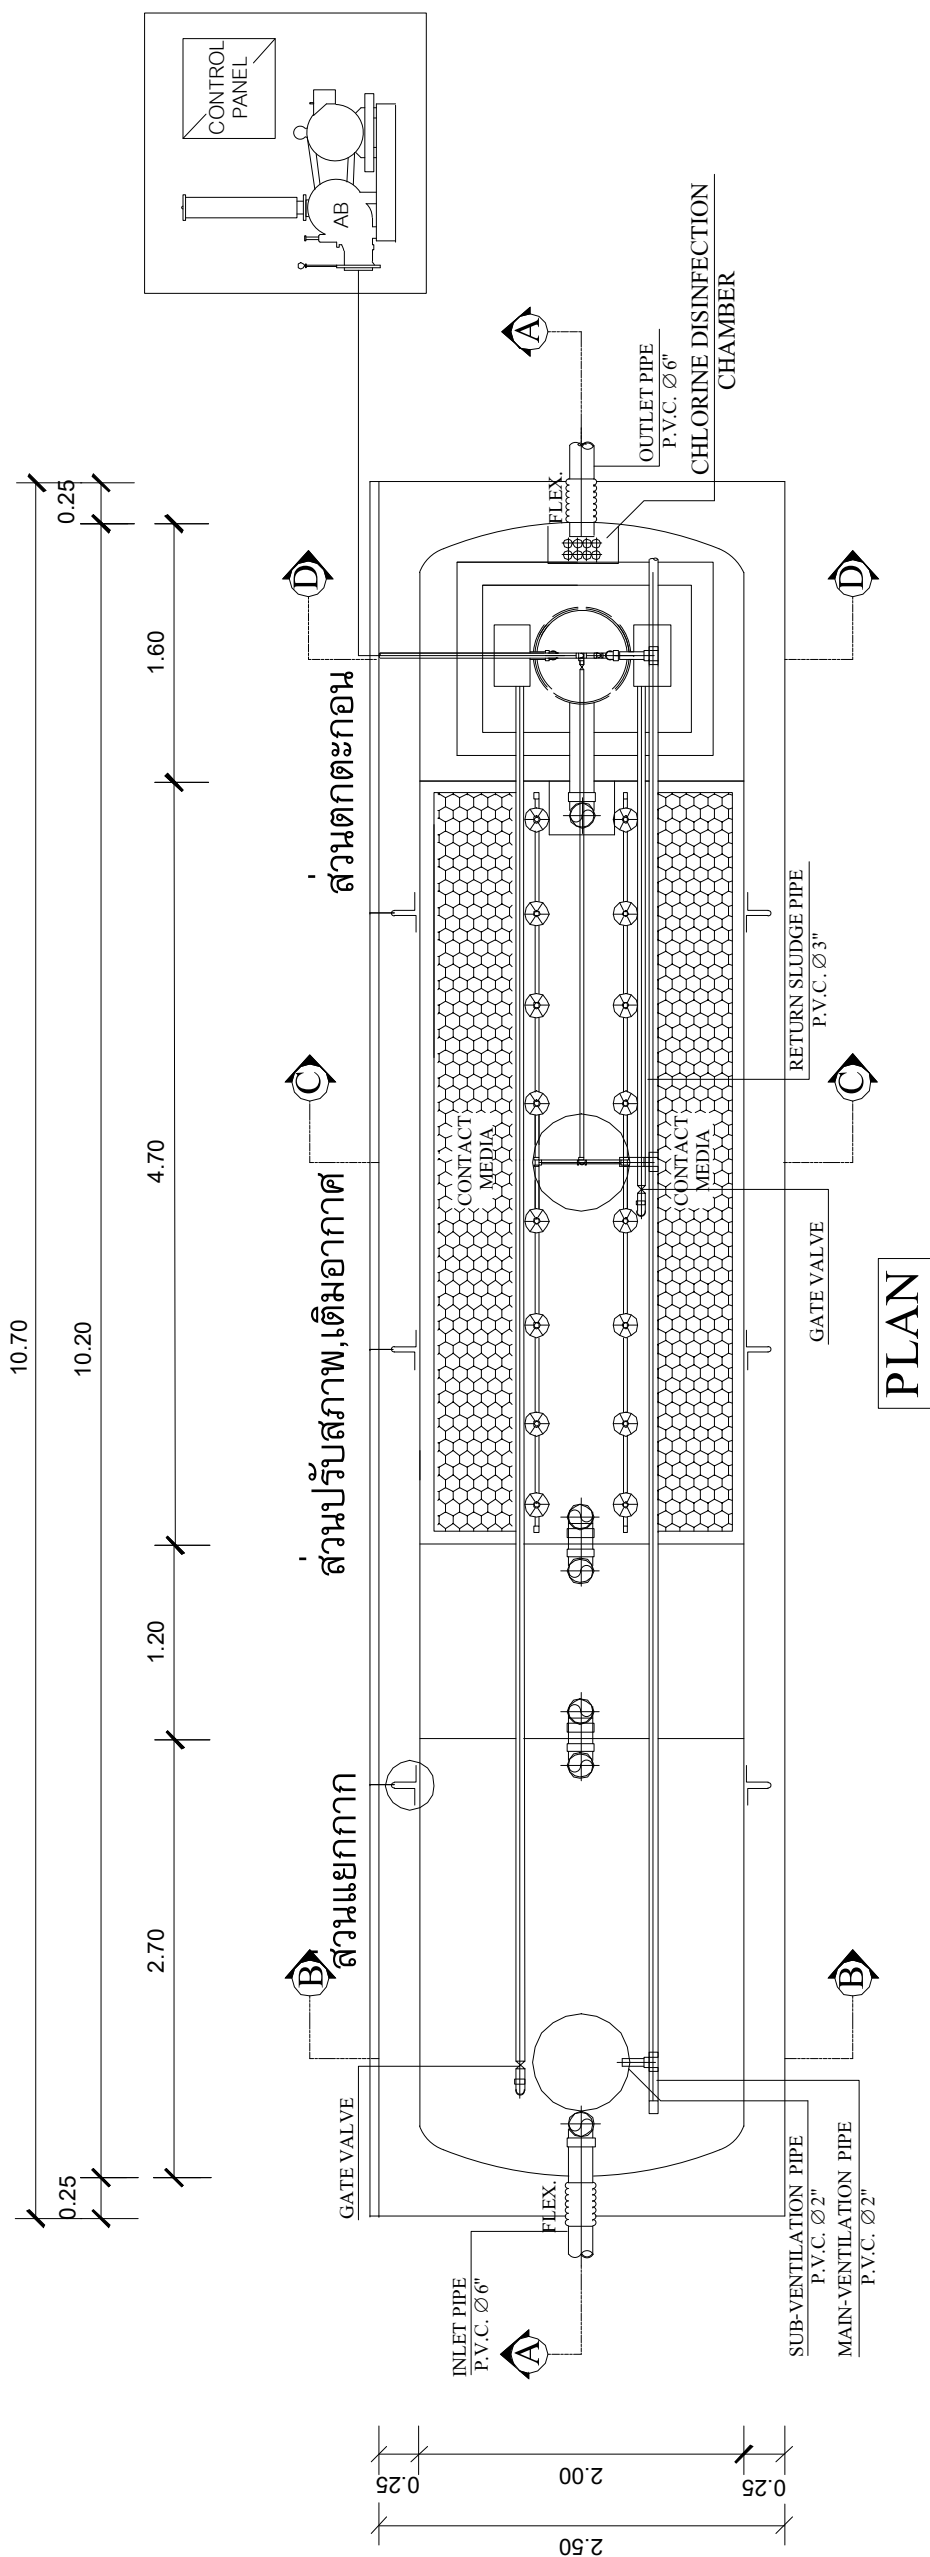 10.70
0.25
10.20
0.25
2.70
1.20
4.70
1.60
CONTROL
PANEL
AB
ส่วนแยกกาก
ส่วนปรับสภาพ,เติมอากาศ
ส่วนตกตะกอน
B
C
D
GATE VALVE
INLET PIPE
P.V.C. Ø6"
FLEX.
A
CONTACT
MEDIA
CONTACT
MEDIA
FLEX.
A
OUTLET PIPE
P.V.C. Ø6"
CHLORINE DISINFECTION
CHAMBER
B
C
D
SUB-VENTILATION PIPE
P.V.C. Ø2"
MAIN-VENTILATION PIPE
P.V.C. Ø2"
GATE VALVE
RETURN SLUDGE PIPE
P.V.C. Ø3"
0.25
2.00
0.25
2.50
PLAN